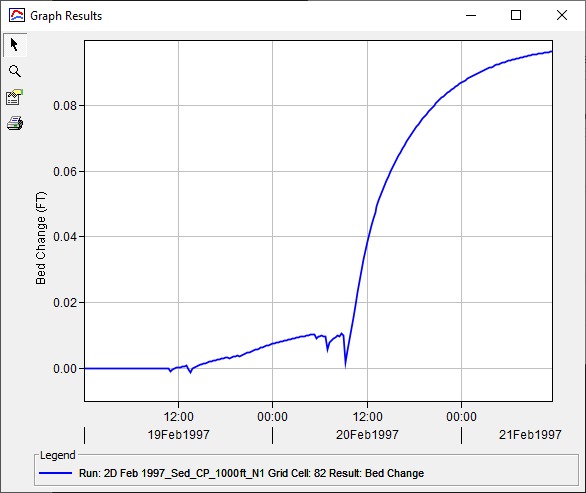 Graph Results
Bed Change (FT)
0.08
0.06
0.04
0.02
0.00
12:00 00:00 12:00 00:00
19Feb1997 20Feb1997 21Feb1997
Legend
Run: 2D Feb 1997_Sed_CP_1000ft_N1 Grid Cell: 82 Result: Bed Change